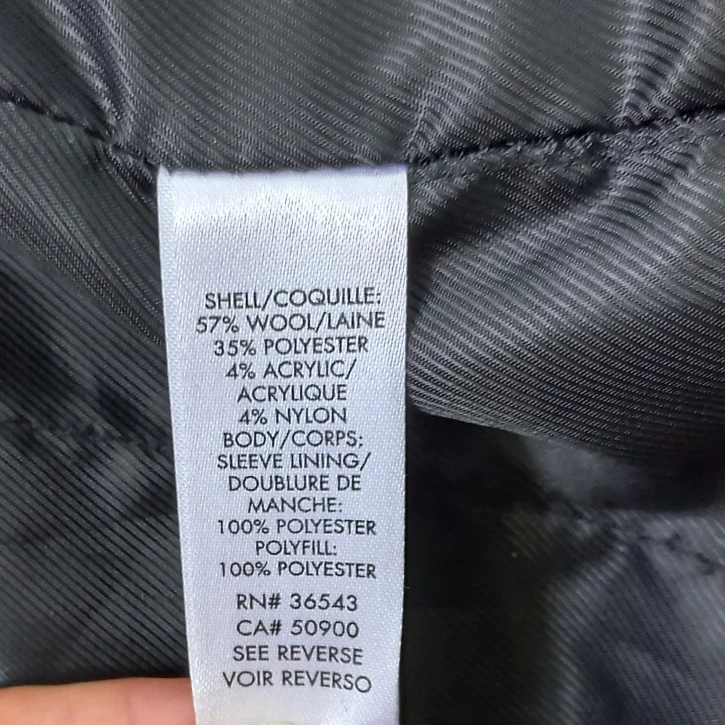 SHELL/COQUILLE:
57% WOOL/LAINE
35% POLYESTER
4% ACRYLIC/
ACRYLIQUE
4% NYLON
BODY/CORPS:
SLEEVE LINING/
DOUBLURE DE
MANCHE:
100% POLYESTER
POLYFILL:
100% POLYESTER
RN# 36543
CA# 50900
SEE REVERSE
VOIR REVERSO